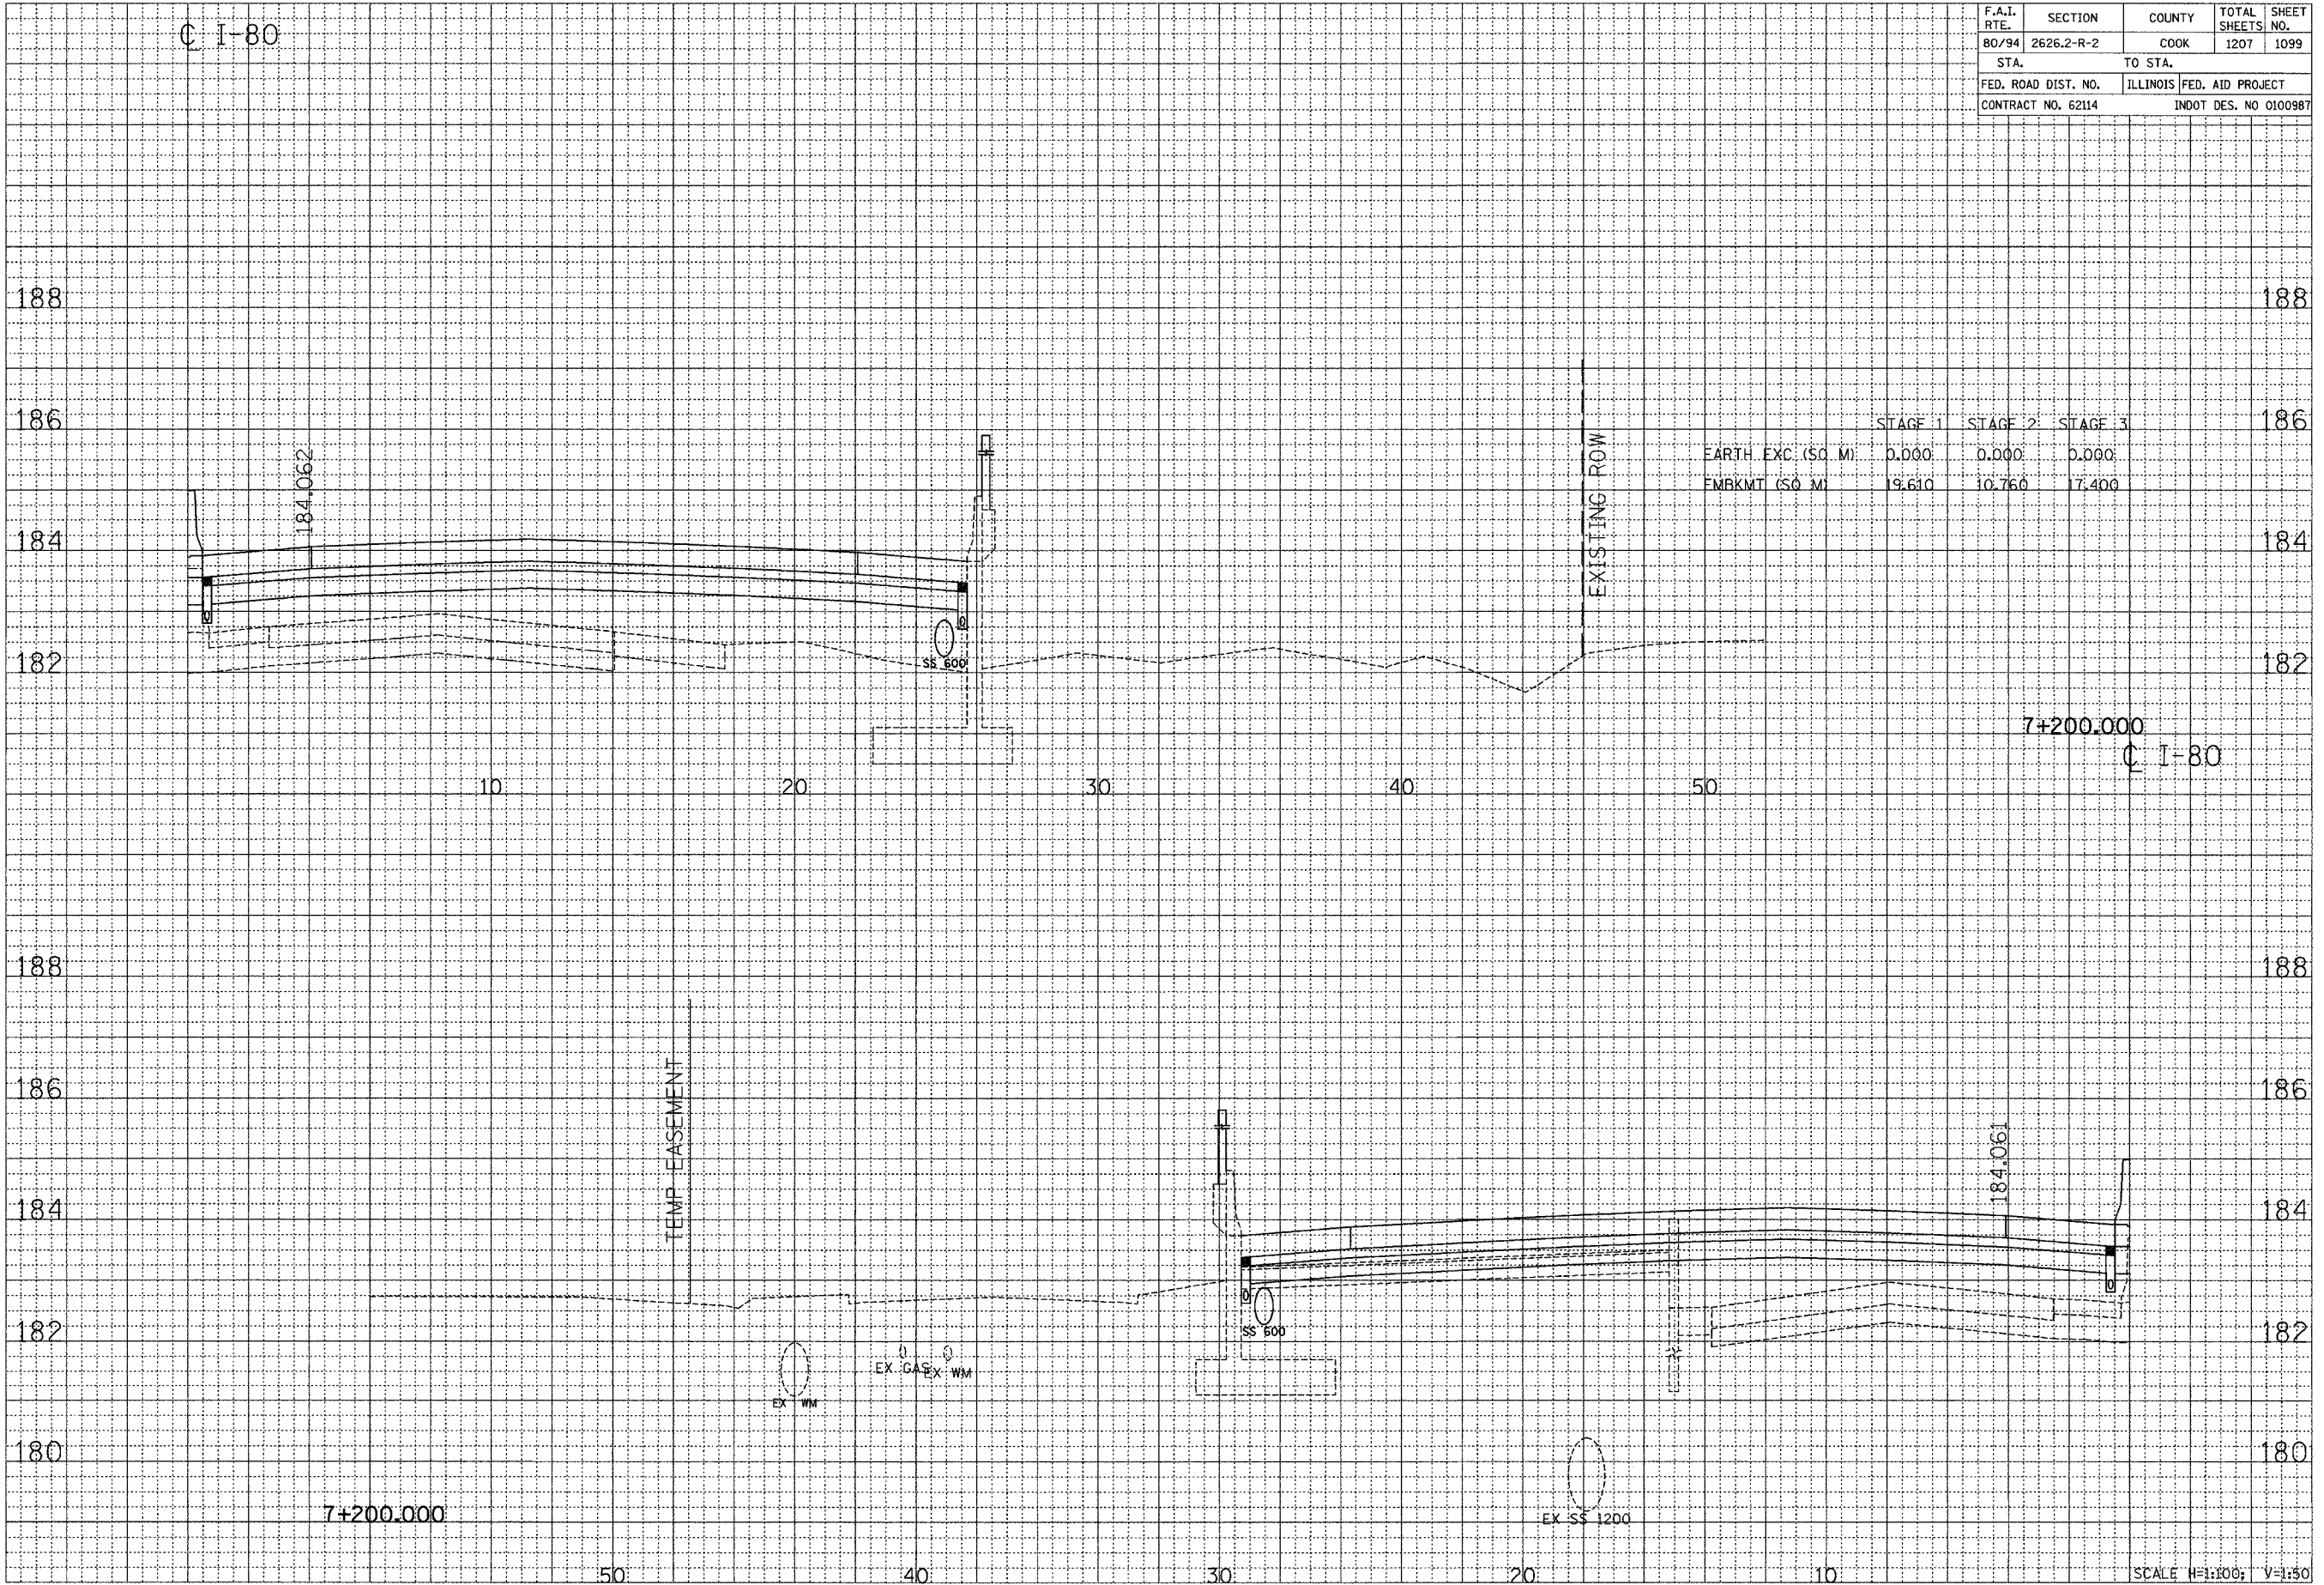 F.A.I. RTE. SECTION COUNTY TOTAL SHEETS SHEET NO.
80/94 2626.2-R-2 COOK 1207 1099
STA. TO STA.
FED. ROAD DIST. NO. ILLINOIS FED. AID PROJECT
CONTRACT NO. 62114 INDOT DES. NO 0100987
℄ I-80
188 188
186 186
184.062
EXISTING ROW
STAGE 1 STAGE 2 STAGE 3
EARTH EXC (SQ M) 0.000 0.000 0.000
EMBKMT (SQ M) 19.610 10.760 17.400
184 184
182 182
SS 600
7+200.000
℄ I-80
10 20 30 40 50
188 188
186 186
TEMP EASEMENT
184.061
184 184
182 182
SS 600
EX GAS EX WM
EX WM
180 180
7+200.000
EX SS 1200
50 40 30 20 10
SCALE H=1:100; V=1:50